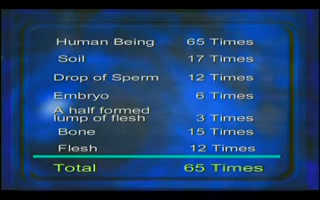 Human Being 65 Times
Soil 17 Times
Drop of Sperm 12 Times
Embryo 6 Times
A half formed
lump of flesh 3 Times
Bone 15 Times
Flesh 12 Times
Total 65 Times